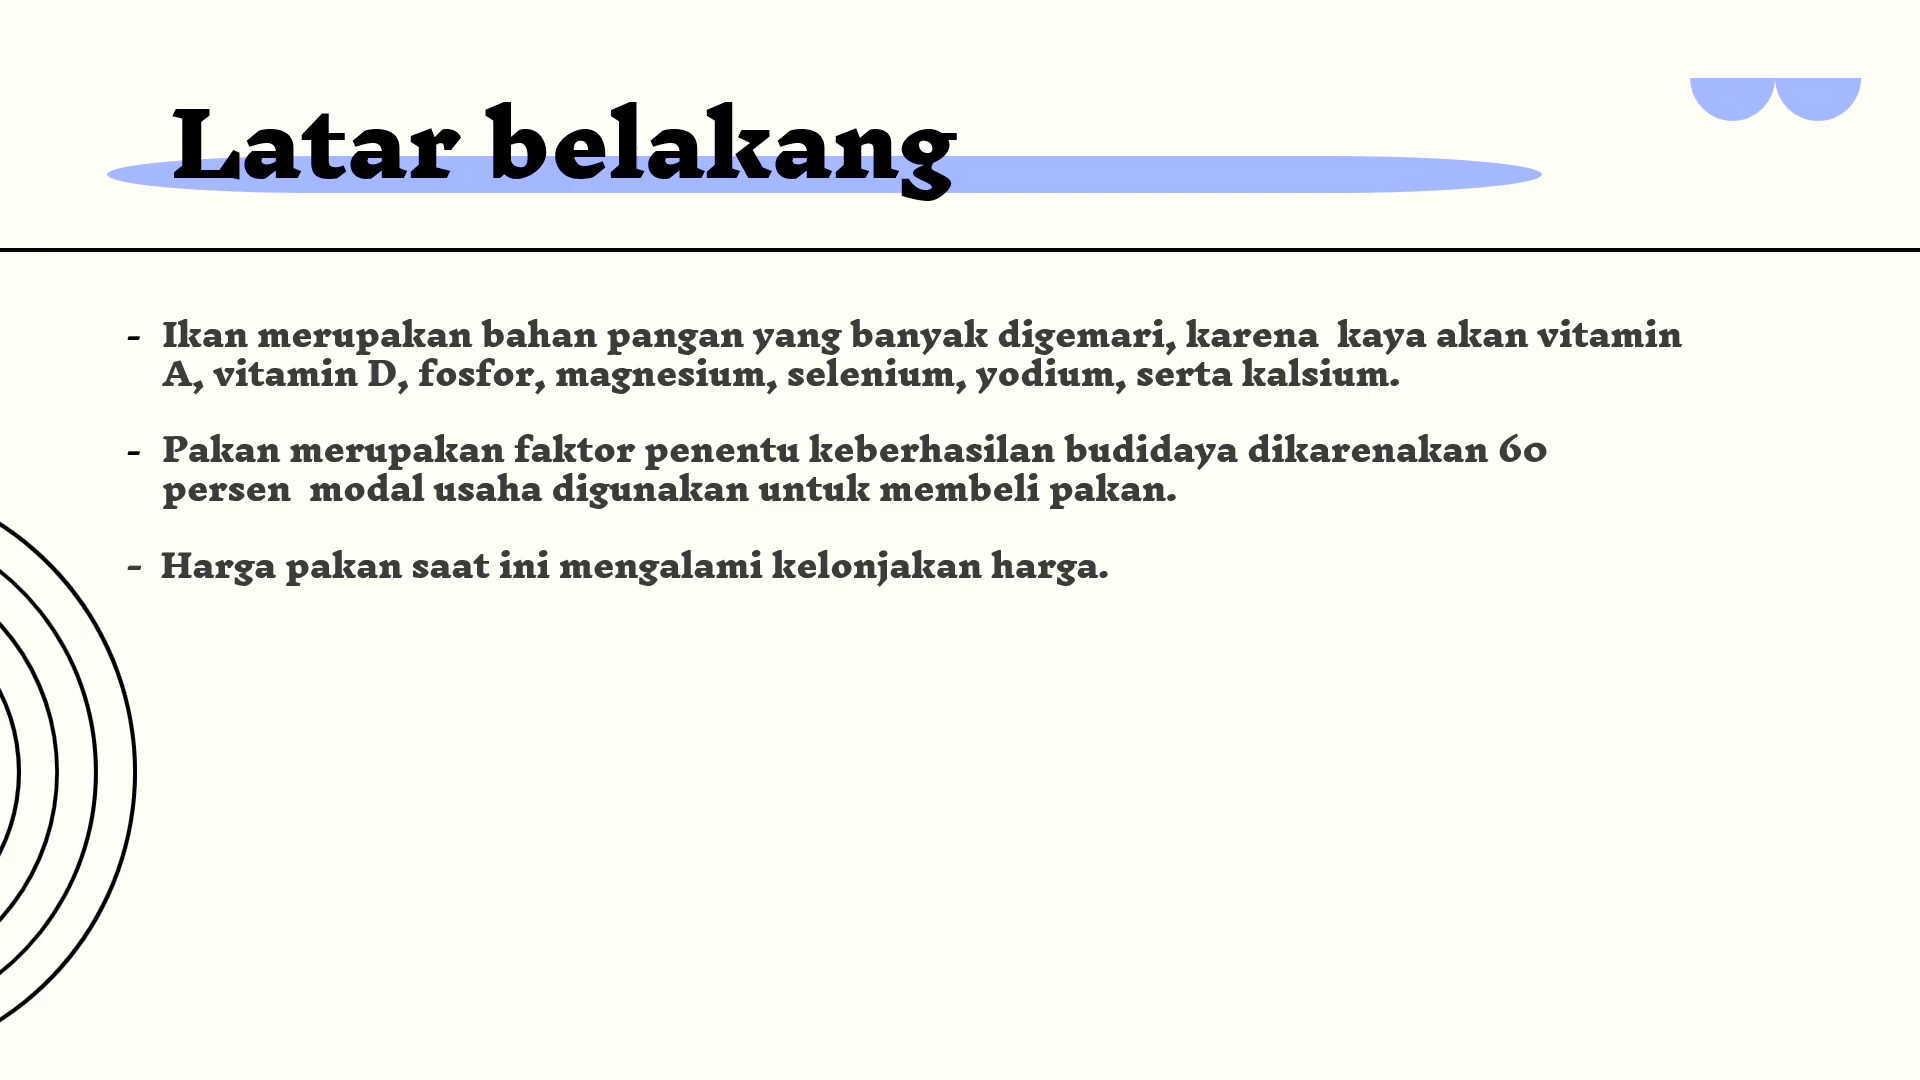 Latar belakang
- Ikan merupakan bahan pangan yang banyak digemari, karena  kaya akan vitamin
A, vitamin D, fosfor, magnesium, selenium, yodium, serta kalsium.
- Pakan merupakan faktor penentu keberhasilan budidaya dikarenakan 60
persen  modal usaha digunakan untuk membeli pakan.
- Harga pakan saat ini mengalami kelonjakan harga.